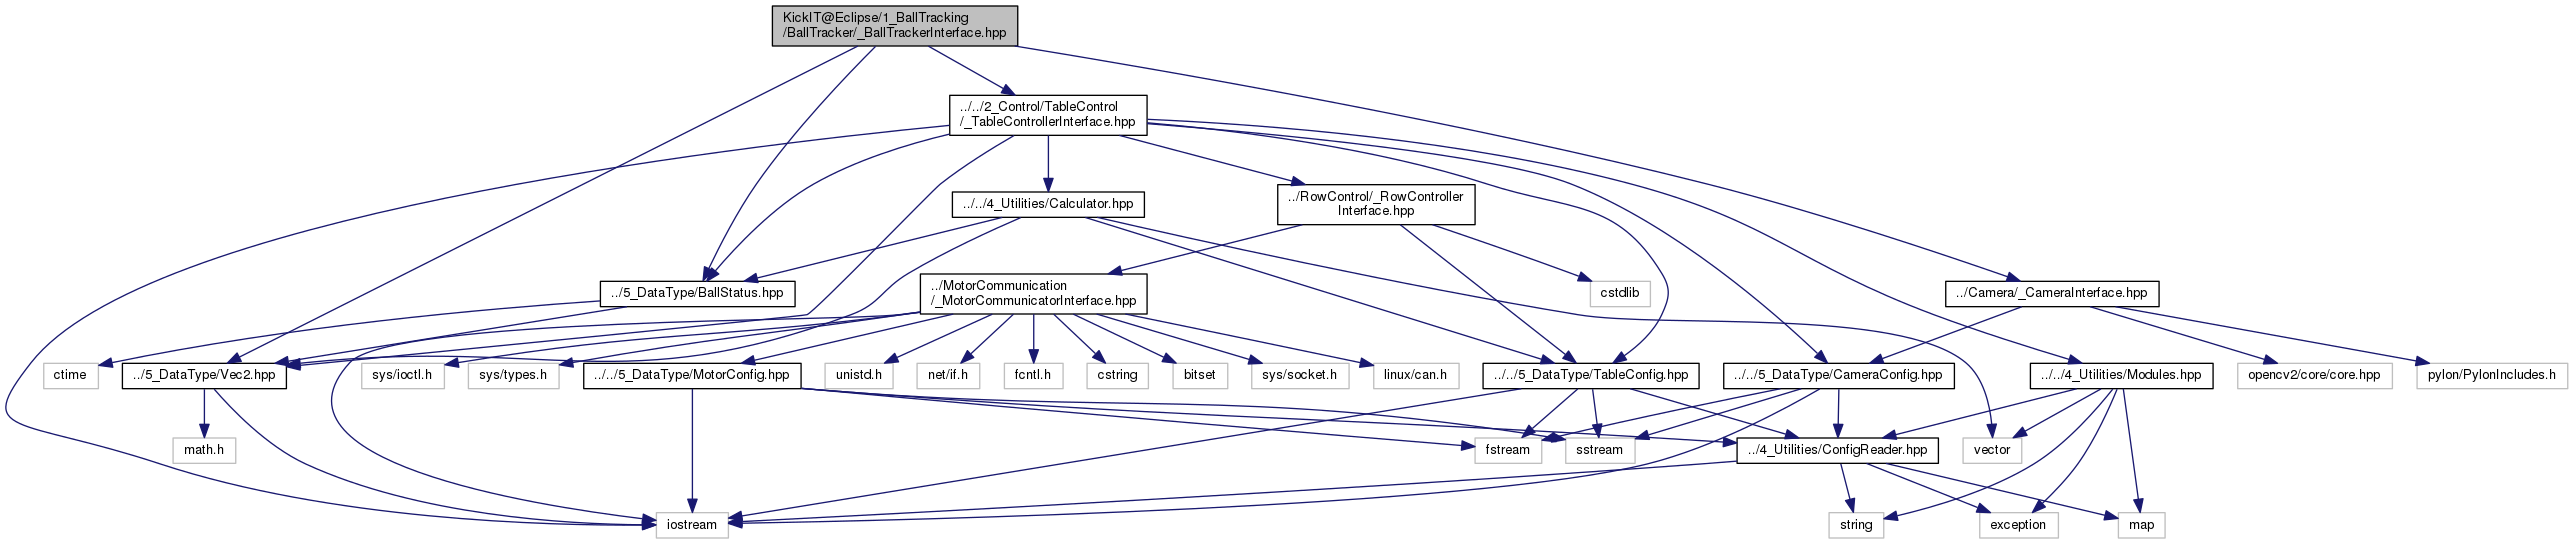 KickIT@Eclipse/1_BallTracking
/BallTracker/_BallTrackerInterface.hpp
../../2_Control/TableControl
/_TableControllerInterface.hpp
../../4_Utilities/Calculator.hpp
../RowControl/_RowController
Interface.hpp
../5_DataType/BallStatus.hpp
../MotorCommunication
/_MotorCommunicatorInterface.hpp
cstdlib
../Camera/_CameraInterface.hpp
ctime
../5_DataType/Vec2.hpp
sys/ioctl.h
sys/types.h
../../5_DataType/MotorConfig.hpp
unistd.h
net/if.h
fcntl.h
cstring
bitset
sys/socket.h
linux/can.h
../../5_DataType/TableConfig.hpp
../../5_DataType/CameraConfig.hpp
../../4_Utilities/Modules.hpp
opencv2/core/core.hpp
pylon/PylonIncludes.h
math.h
fstream
sstream
../4_Utilities/ConfigReader.hpp
vector
iostream
string
exception
map